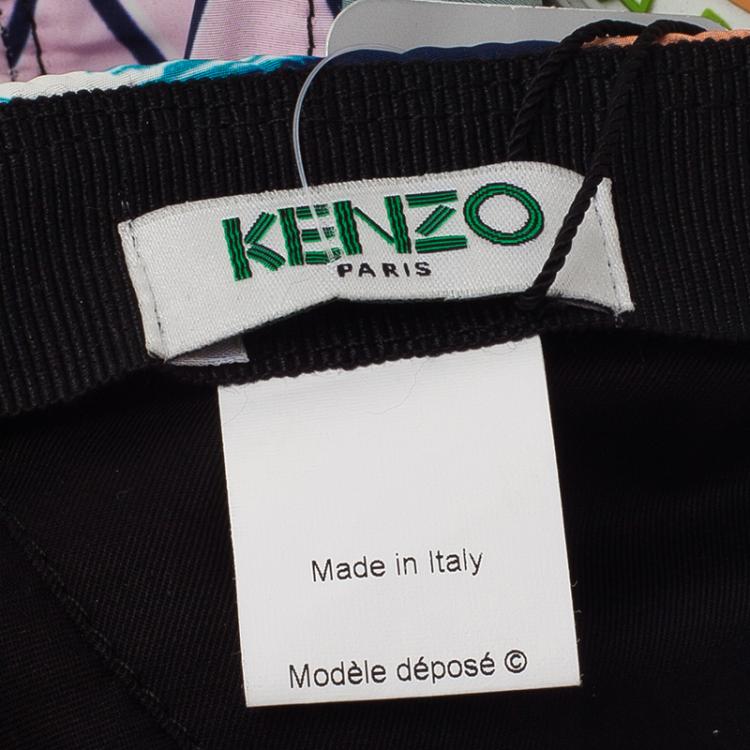 KENZO
PARIS
Made in Italy
Modèle déposé ©